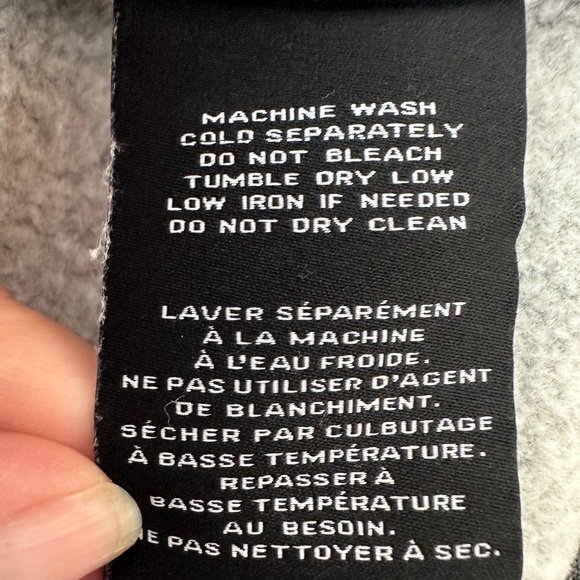 MACHINE WASH
COLD SEPARATELY
DO NOT BLEACH
TUMBLE DRY LOW
LOW IRON IF NEEDED
DO NOT DRY CLEAN
LAVER SÉPARÉMENT
À LA MACHINE
À L'EAU FROIDE.
NE PAS UTILISER D'AGENT
DE BLANCHIMENT.
SÉCHER PAR CULBUTAGE
À BASSE TEMPÉRATURE.
REPASSER À
BASSE TEMPÉRATURE
AU BESOIN.
NE PAS NETTOYER À SEC.